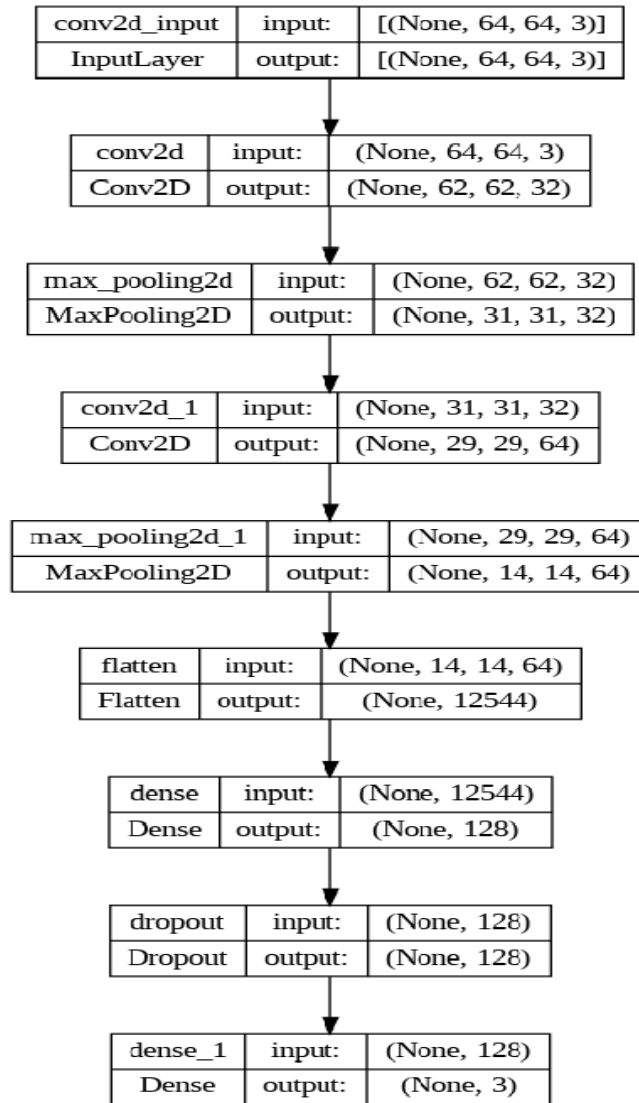 conv2d_input input: [(None, 64, 64, 3)]
InputLayer output: [(None, 64, 64, 3)]
conv2d input: (None, 64, 64, 3)
Conv2D output: (None, 62, 62, 32)
max_pooling2d input: (None, 62, 62, 32)
MaxPooling2D output: (None, 31, 31, 32)
conv2d_1 input: (None, 31, 31, 32)
Conv2D output: (None, 29, 29, 64)
max_pooling2d_1 input: (None, 29, 29, 64)
MaxPooling2D output: (None, 14, 14, 64)
flatten input: (None, 14, 14, 64)
Flatten output: (None, 12544)
dense input: (None, 12544)
Dense output: (None, 128)
dropout input: (None, 128)
Dropout output: (None, 128)
dense_1 input: (None, 128)
Dense output: (None, 3)